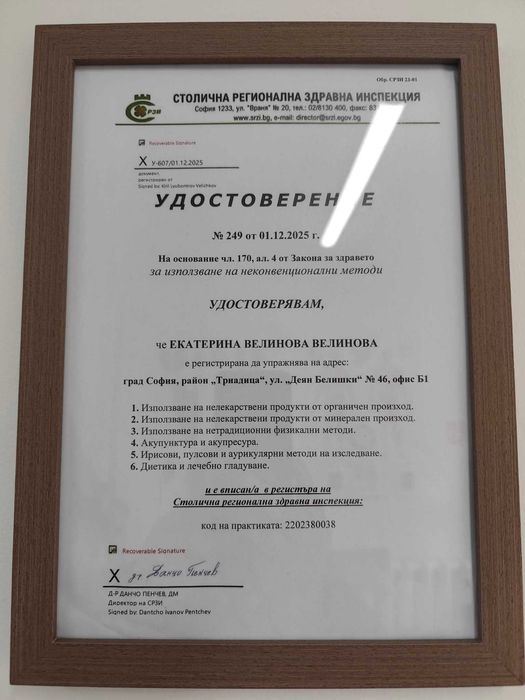 Обр. СРЗИ 21-01
СТОЛИЧНА РЕГИОНАЛНА ЗДРАВНА ИНСПЕКЦИЯ
София 1233, ул. "Враня" № 20, тел.: 02/8130 400, факс:
www.srzi.bg, e-mail: director@srzi.egov.bg
СРЗИ
Recoverable Signature
X У-607/01.12.2025
документ,
регистриран от
Signed by: Kiril Lyubomirov Velichkov
УДОСТОВЕРЕНИЕ
№ 249 от 01.12.2025 г.
На основание чл. 170, ал. 4 от Закона за здравето
за използване на неконвенционални методи
УДОСТОВЕРЯВАМ,
че ЕКАТЕРИНА ВЕЛИНОВА ВЕЛИНОВА
е регистрирана да упражнява на адрес:
град София, район „Триадица“, ул. „Деян Белишки“ № 46, офис Б1
1. Използване на нелекарствени продукти от органичен произход.
2. Използване на нелекарствени продукти от минерален произход.
3. Използване на нетрадиционни физикални методи.
4. Акупунктура и акупресура.
5. Ирисови, пулсови и аурикулярни методи на изследване.
6. Диетика и лечебно гладуване.
и е вписан/а в регистъра на
Столична регионална здравна инспекция:
код на практиката: 2202380038
Recoverable Signature
X д-р Данчо Пенчев
Д-Р ДАНЧО ПЕНЧЕВ, ДМ
Директор на СРЗИ
Signed by: Dantcho Ivanov Pentchev